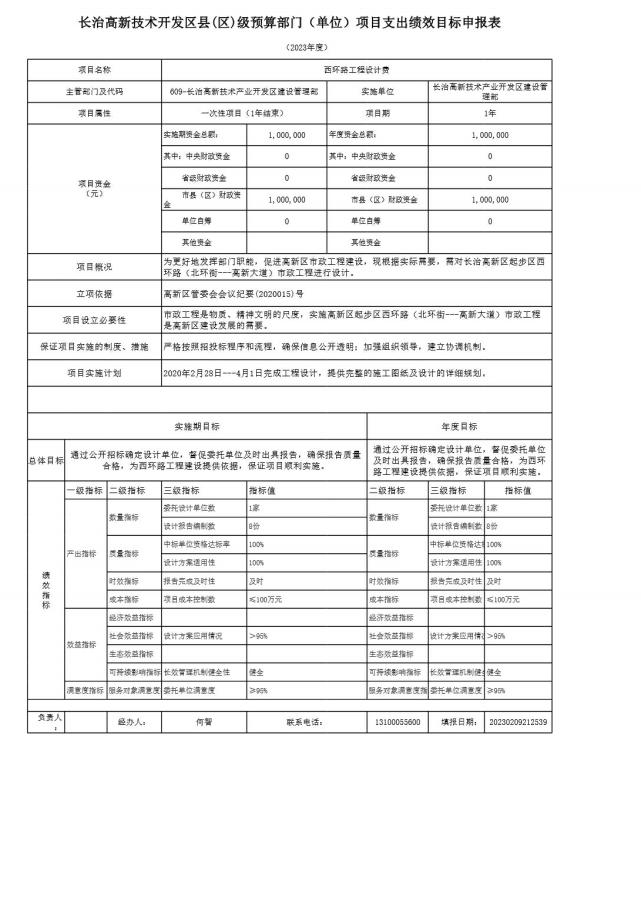 长治高新技术开发区县(区)级预算部门（单位）项目支出绩效目标申报表
（2023年度）
项目名称 西环路工程设计费
主管部门及代码 609-长治高新技术产业开发区建设管理部 实施单位 长治高新技术产业开发区建设管
理部
项目属性 一次性项目（1年结束） 项目期 1年
项目资金
（元）
实施期资金总额： 1,000,000 年度资金总额： 1,000,000
其中：中央财政资金 0 其中：中央财政资金 0
省级财政资金 0 省级财政资金 0
市县（区）财政资
金 1,000,000 市县（区）财政资金 1,000,000
单位自筹 0 单位自筹 0
其他资金 其他资金
项目概况 为更好地发挥部门职能，促进高新区市政工程建设，现根据实际需要，需对长治高新区起步区西
环路（北环街---高新大道）市政工程进行设计。
立项依据 高新区管委会会议纪要(2020015)号
项目设立必要性 市政工程是物质、精神文明的尺度，实施高新区起步区西环路（北环街---高新大道）市政工程
是高新区建设发展的需要。
保证项目实施的制度、措施 严格按照招投标程序和流程，确保信息公开透明；加强组织领导，建立协调机制。
项目实施计划 2020年2月28日---4月1日完成工程设计，提供完整的施工图纸及设计的详细规划。
实施期目标 年度目标
总体目标 通过公开招标确定设计单位，督促委托单位及时出具报告，确保报告质量
合格，为西环路工程建设提供依据，保证项目顺利实施。
通过公开招标确定设计单位，督促委托单位
及时出具报告，确保报告质量合格，为西环
路工程建设提供依据，保证项目顺利实施。
绩效指标
一级指标 二级指标 三级指标 指标值 二级指标 三级指标 指标值
产出指标
数量指标 委托设计单位数 1家 数量指标 委托设计单位数 1家
设计报告编制数 8份 设计报告编制数 8份
质量指标 中标单位资格达标率 100% 质量指标 中标单位资格达 100%
设计方案适用性 100% 设计方案适用性 100%
时效指标 报告完成及时性 及时 时效指标 报告完成及时性 及时
成本指标 项目成本控制数 ≤100万元 成本指标 项目成本控制数 ≤100万元
效益指标
经济效益指标 经济效益指标
社会效益指标 设计方案应用情况 ＞95% 社会效益指标 设计方案应用情 ＞95%
生态效益指标 生态效益指标
可持续影响指标 长效管理机制健全性 健全 可持续影响指标 长效管理机制健全 健全
满意度指标 服务对象满意度 委托单位满意度 ≥95% 服务对象满意度指 委托单位满意度 ≥95%
负责人
： 经办人： 何智 联系电话： 13100055600 填报日期： 20230209212539